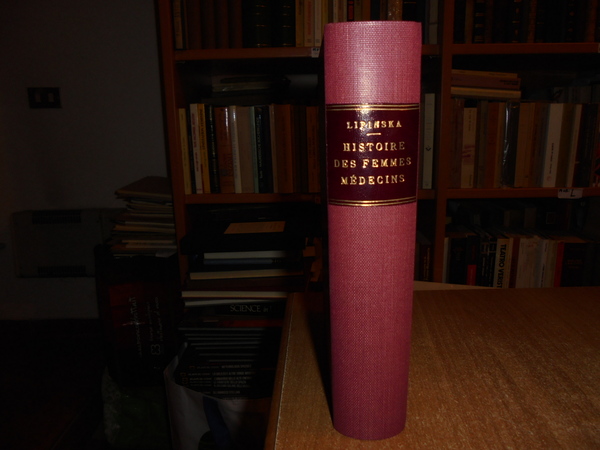 LIPINSKA
HISTOIRE
DES FEMMES
MÉDECINS
SCIENCE